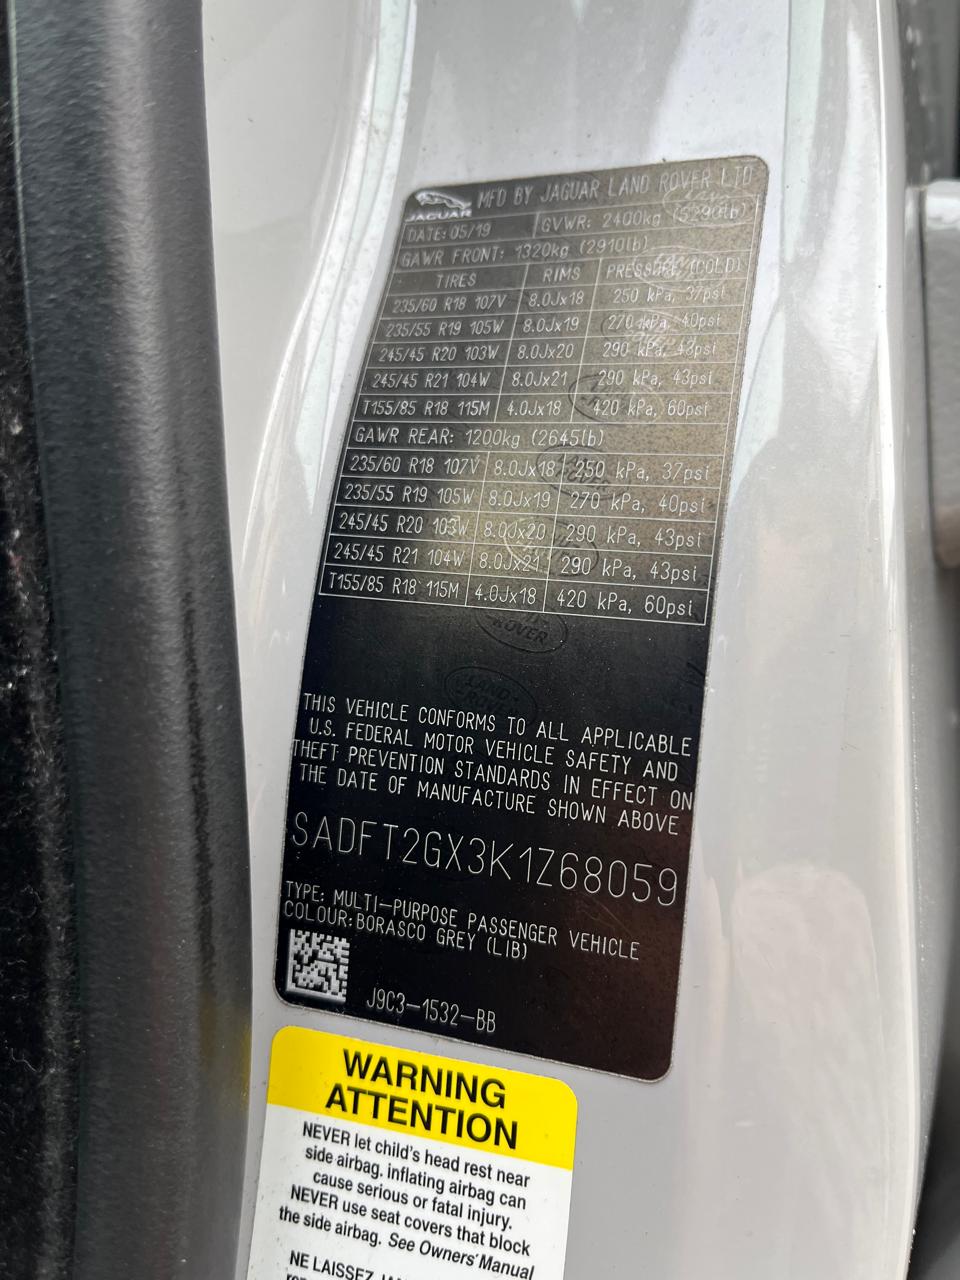 JAGUAR
MFD BY JAGUAR LAND ROVER LTD
DATE: 05/19 GVWR: 2400kg (5290lb)
GAWR FRONT: 1320kg (2910lb)
TIRES RIMS PRESSURE (COLD)
235/60 R18 107V 8.0Jx18 250 kPa, 37psi
235/55 R19 105W 8.0Jx19 270 kPa, 40psi
245/45 R20 103W 8.0Jx20 290 kPa, 43psi
245/45 R21 104W 8.0Jx21 290 kPa, 43psi
T155/85 R18 115M 4.0Jx18 420 kPa, 60psi
GAWR REAR: 1200kg (2645lb)
235/60 R18 107V 8.0Jx18 250 kPa, 37psi
235/55 R19 105W 8.0Jx19 270 kPa, 40psi
245/45 R20 103W 8.0Jx20 290 kPa, 43psi
245/45 R21 104W 8.0Jx21 290 kPa, 43psi
T155/85 R18 115M 4.0Jx18 420 kPa, 60psi
THIS VEHICLE CONFORMS TO ALL APPLICABLE
U.S. FEDERAL MOTOR VEHICLE SAFETY AND
THEFT PREVENTION STANDARDS IN EFFECT ON
THE DATE OF MANUFACTURE SHOWN ABOVE
SADFT2GX3K1Z68059
TYPE: MULTI-PURPOSE PASSENGER VEHICLE
COLOUR: BORASCO GREY (LIB)
J9C3-1532-BB
WARNING
ATTENTION
NEVER let child's head rest near
side airbag, inflating airbag can
cause serious or fatal injury.
NEVER use seat covers that block
the side airbag. See Owners' Manual
NE LAISSEZ